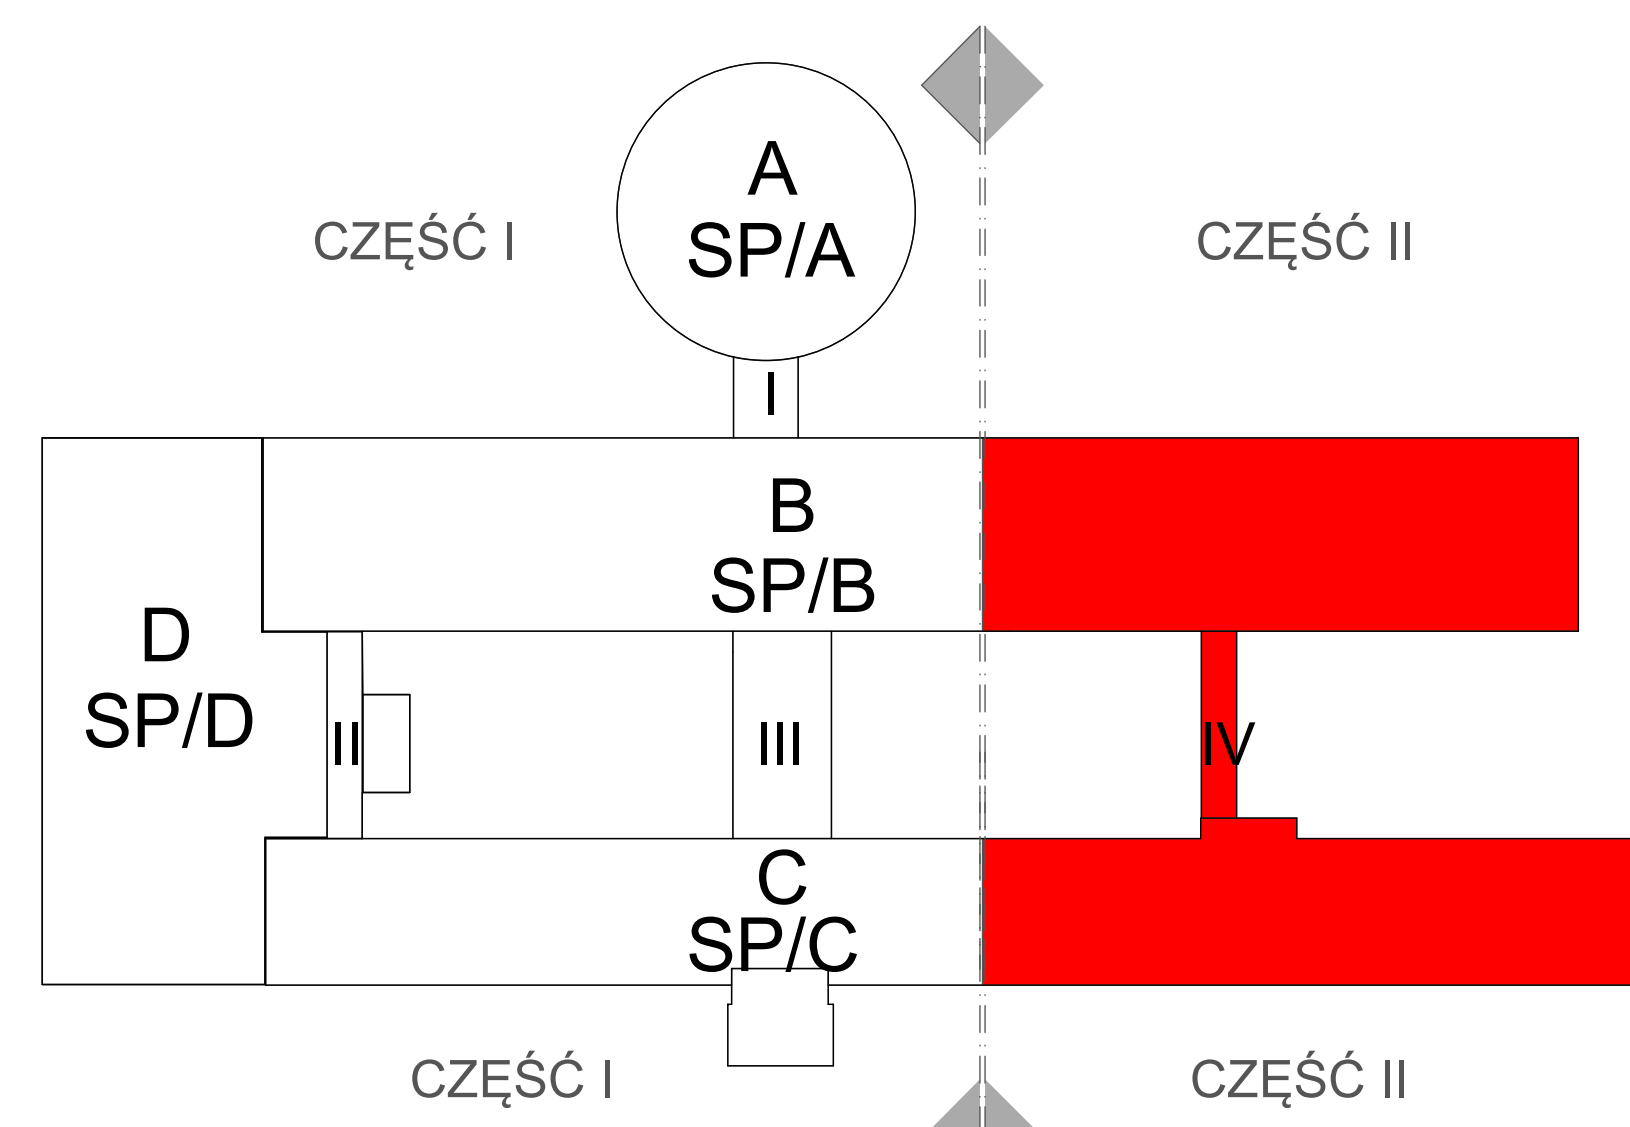 A
SP/A
CZĘŚĆ I
CZĘŚĆ II
I
B
SP/B
D
SP/D
II
III
IV
C
SP/C
CZĘŚĆ I
CZĘŚĆ II